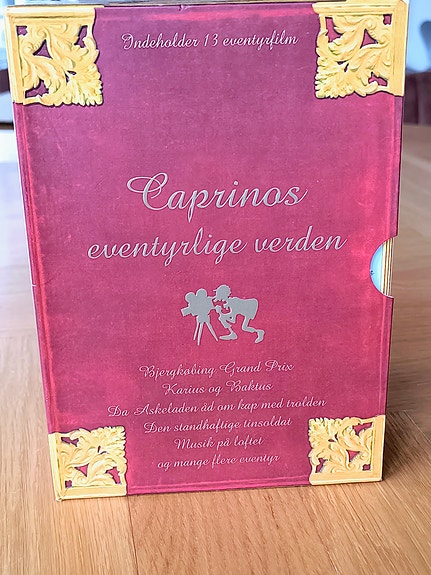 Indeholder 13 eventyrfilm
Caprinos
eventyrlige verden
Bjergkøbing Grand Prix
Karius og Baktus
Da Askeladen åd om kap med trolden
Den standhaftige tinsoldat
Musik på loftet
og mange flere eventyr